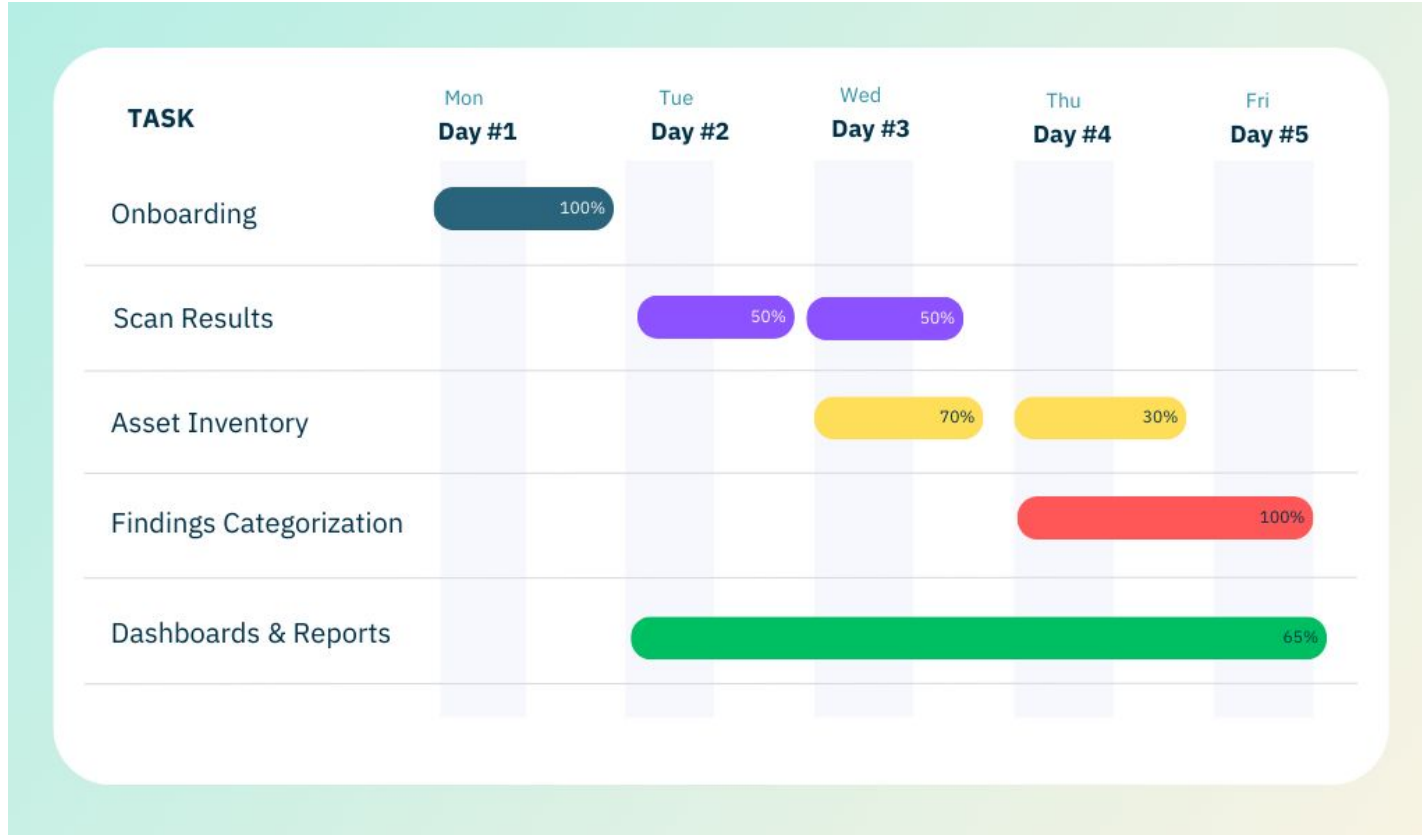 TASK
Mon Tue Wed Thu Fri
Day #1 Day #2 Day #3 Day #4 Day #5
Onboarding 100%
Scan Results 50% 50%
Asset Inventory 70% 30%
Findings Categorization 100%
Dashboards & Reports 65%